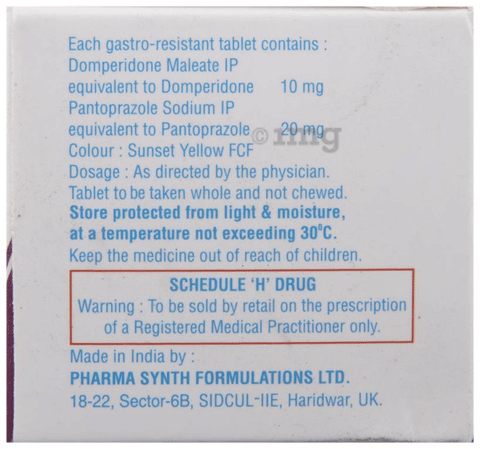 Each gastro-resistant tablet contains :
Domperidone Maleate IP
equivalent to Domperidone 10 mg
Pantoprazole Sodium IP
equivalent to Pantoprazole 20 mg
Colour : Sunset Yellow FCF
Dosage : As directed by the physician.
Tablet to be taken whole and not chewed.
Store protected from light & moisture,
at a temperature not exceeding 30°C.
Keep the medicine out of reach of children.
SCHEDULE 'H' DRUG
Warning : To be sold by retail on the prescription
of a Registered Medical Practitioner only.
Made in India by :
PHARMA SYNTH FORMULATIONS LTD.
18-22, Sector-6B, SIDCUL-IIE, Haridwar, UK.